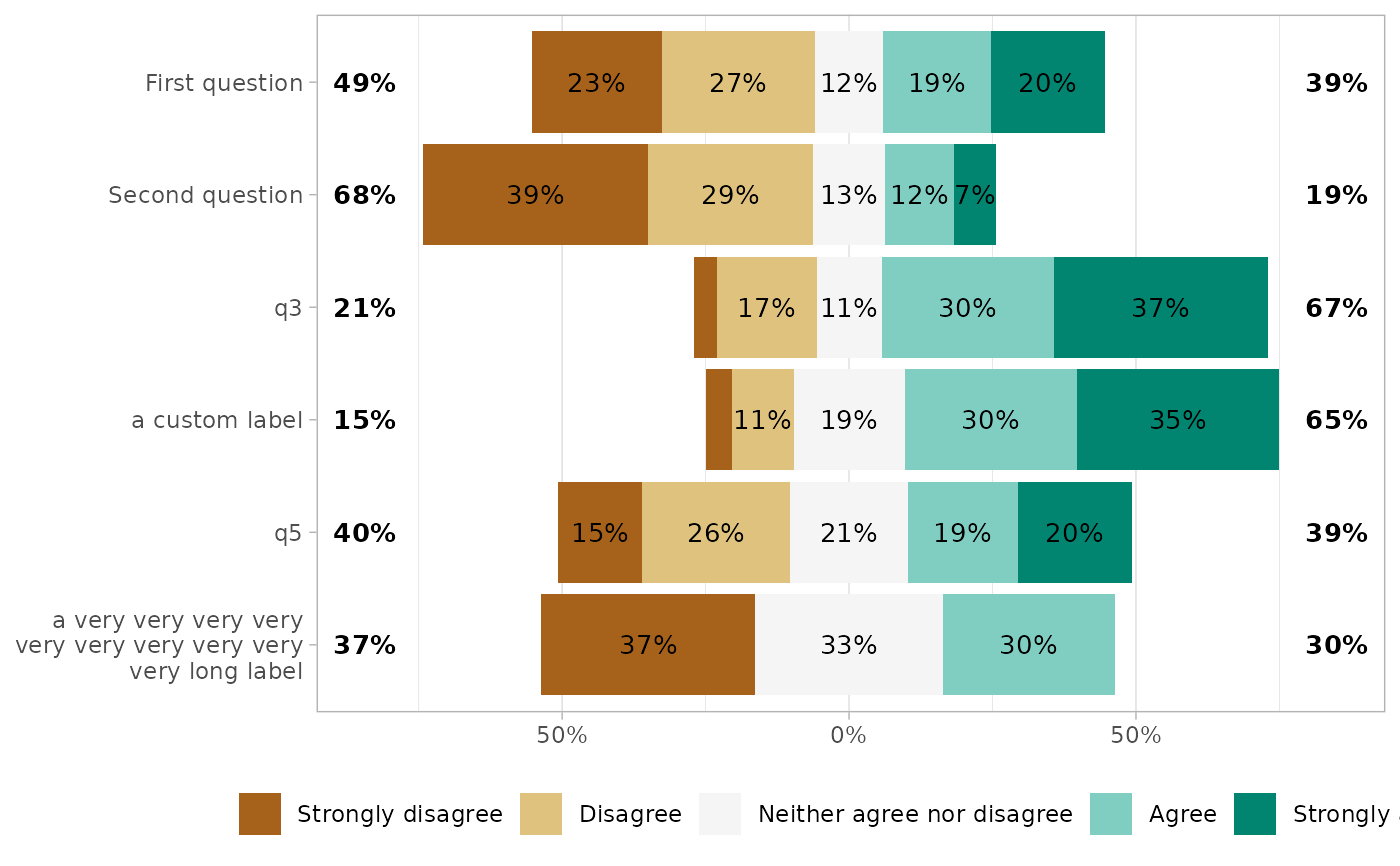 First question 49% 23% 27% 12% 19% 20% 39%
Second question 68% 39% 29% 13% 12% 7% 19%
q3 21% 17% 11% 30% 37% 67%
a custom label 15% 11% 19% 30% 35% 65%
q5 40% 15% 26% 21% 19% 20% 39%
a very very very very
very very very very very
very long label
37% 37% 33% 30% 30%
50% 0% 50%
Strongly disagree Disagree Neither agree nor disagree Agree Strongly